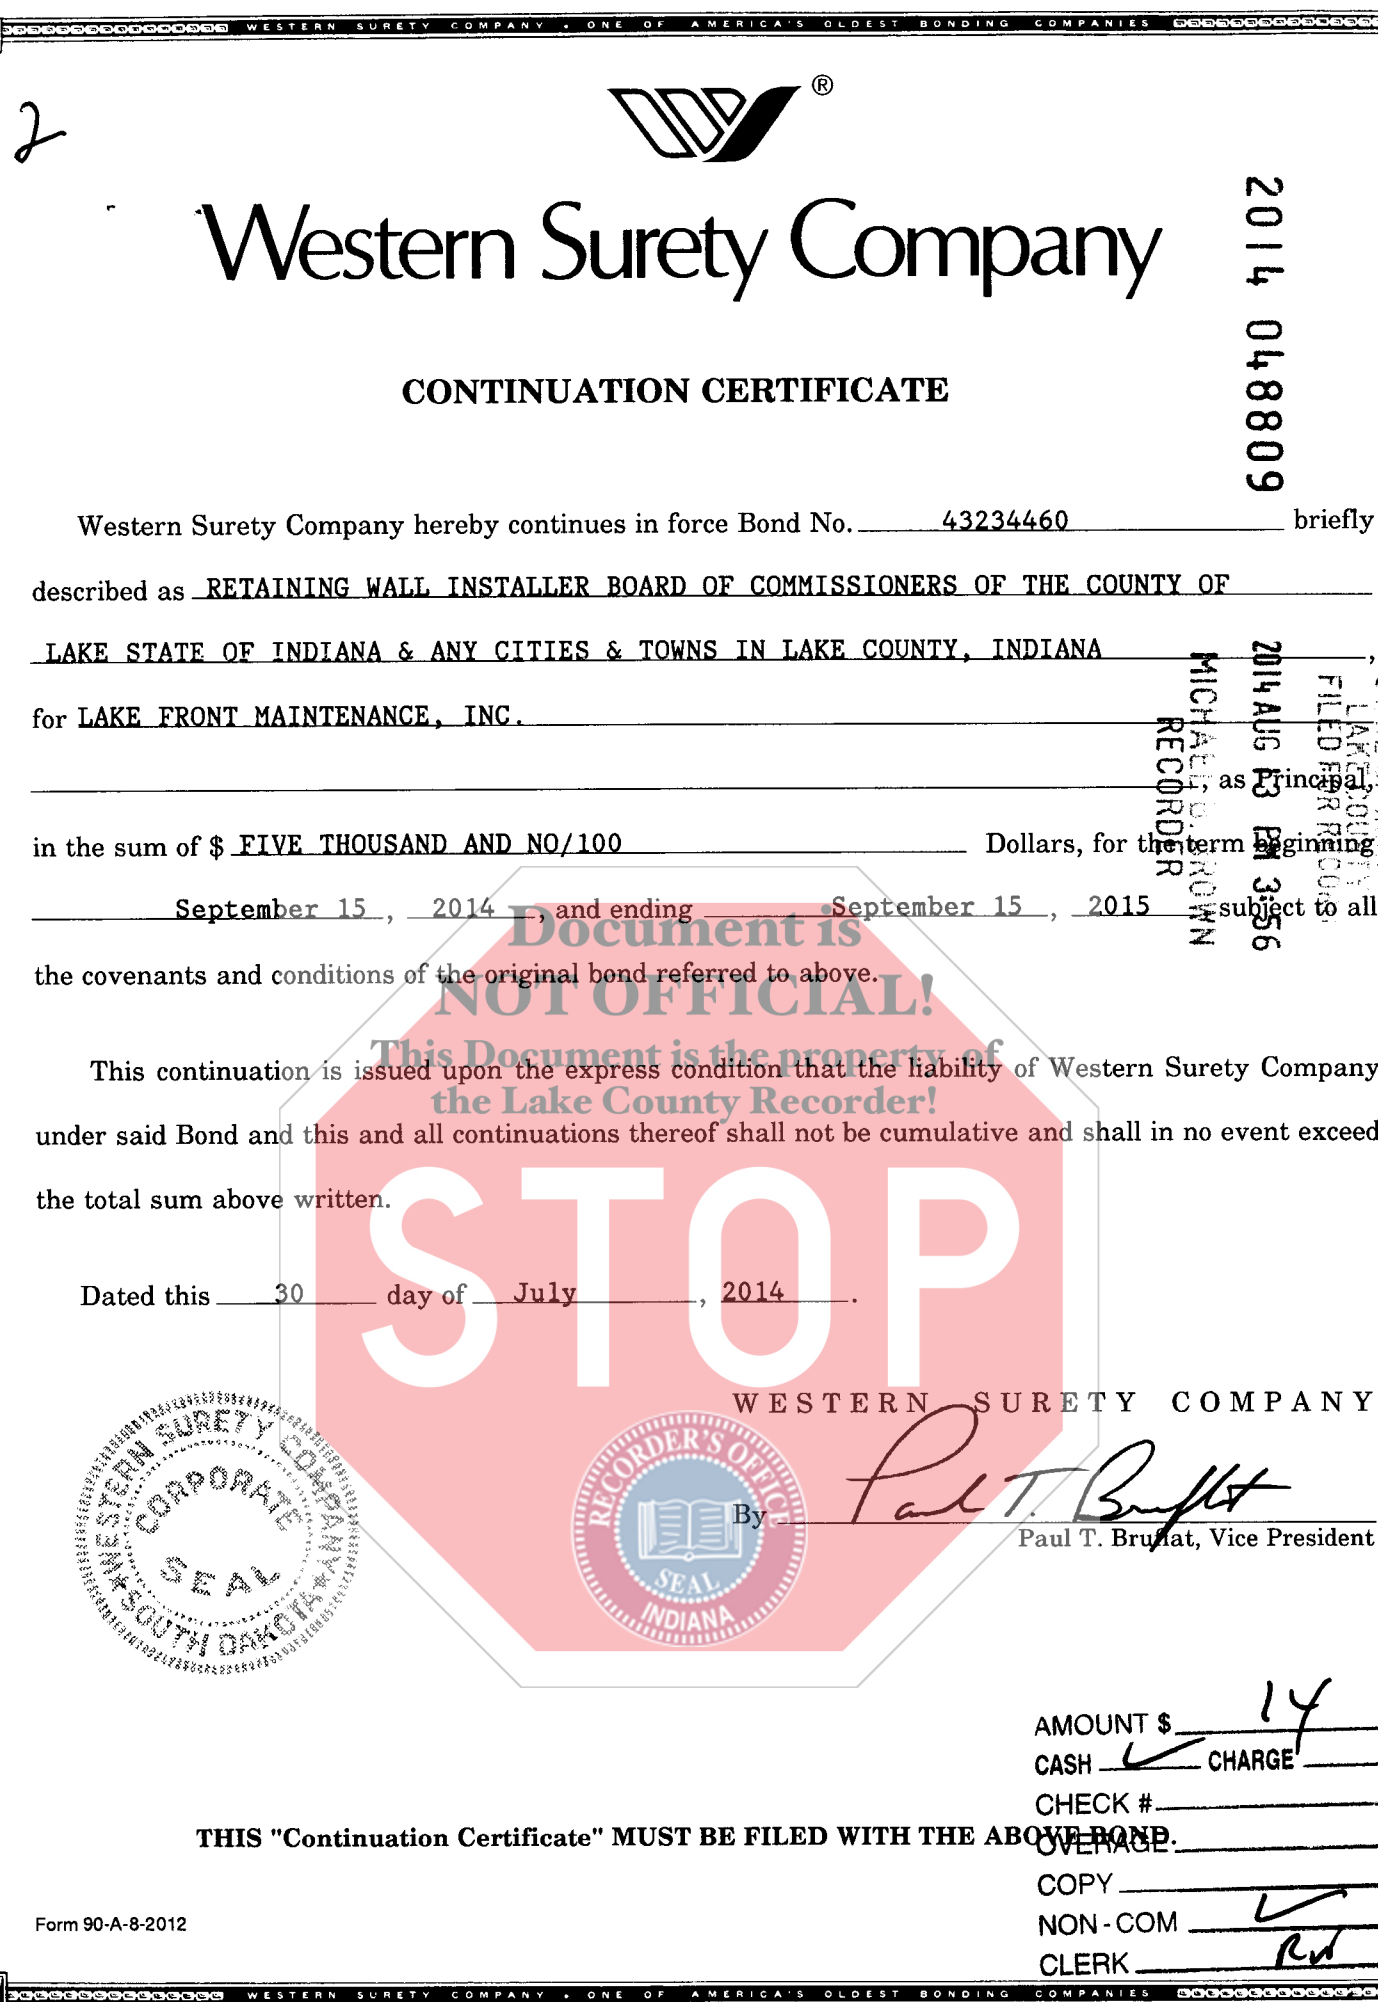 WESTERN SURETY COMPANY • ONE OF AMERICA'S OLDEST BONDING COMPANIES
2
®
Western Surety Company
2014 048809
CONTINUATION CERTIFICATE
Western Surety Company hereby continues in force Bond No. 43234460 briefly
described as RETAINING WALL INSTALLER BOARD OF COMMISSIONERS OF THE COUNTY OF
LAKE STATE OF INDIANA & ANY CITIES & TOWNS IN LAKE COUNTY, INDIANA ,
for LAKE FRONT MAINTENANCE, INC.
, as Principal,
in the sum of $ FIVE THOUSAND AND NO/100 Dollars, for the term beginning
September 15 , 2014 , and ending September 15 , 2015 subject to all
the covenants and conditions of the original bond referred to above.
LAKE COUNTY
FILED FOR RECORD
2014 AUG 13 PM 3:56
MICHAEL B. BROWN
RECORDER
Document is
NOT OFFICIAL!
This Document is the property of
the Lake County Recorder!
STOP
This continuation is issued upon the express condition that the liability of Western Surety Company
under said Bond and this and all continuations thereof shall not be cumulative and shall in no event exceed
the total sum above written.
Dated this 30 day of July , 2014 .
WESTERN SURETY COMPANY
By Paul T. Bruflat
Paul T. Bruflat, Vice President
WESTERN SURETY COMPANY
CORPORATE
SEAL
SOUTH DAKOTA
RECORDER'S OFFICE
SEAL
INDIANA
AMOUNT $ 14
CASH ✓ CHARGE
CHECK #
OVERAGE
COPY
NON-COM ✓
CLERK RW
THIS "Continuation Certificate" MUST BE FILED WITH THE ABOVE BOND.
Form 90-A-8-2012
WESTERN SURETY COMPANY • ONE OF AMERICA'S OLDEST BONDING COMPANIES